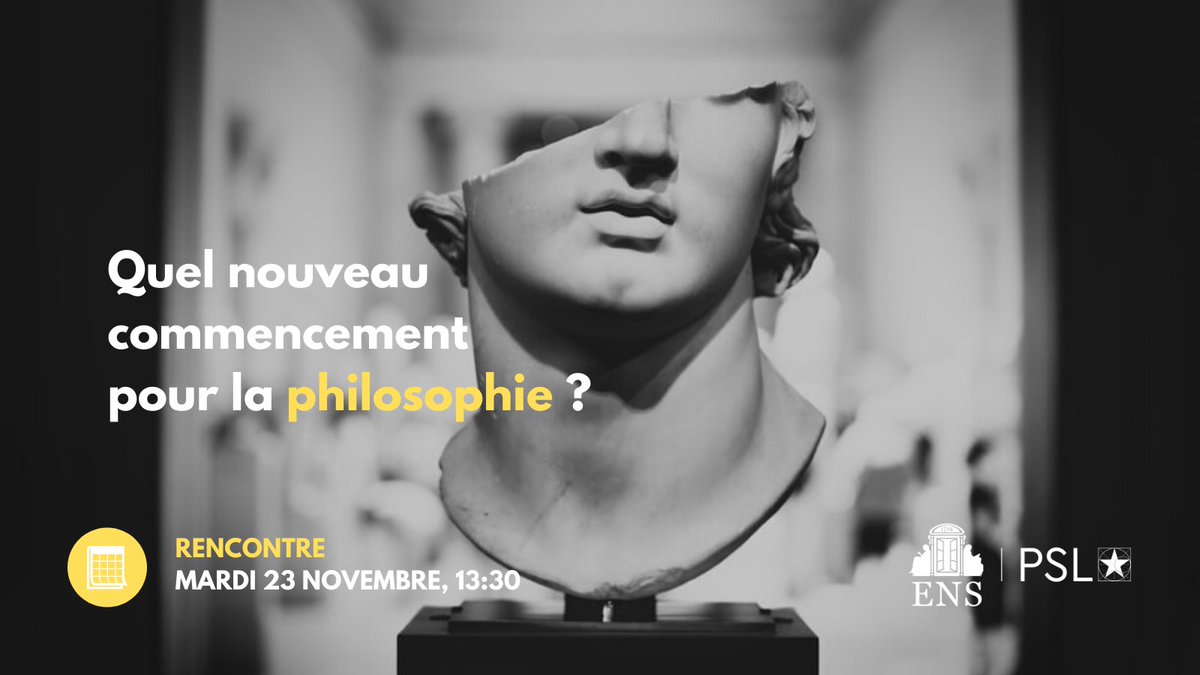 Quel nouveau
commencement
pour la philosophie ?
RENCONTRE
MARDI 23 NOVEMBRE, 13:30
ENS
PSL